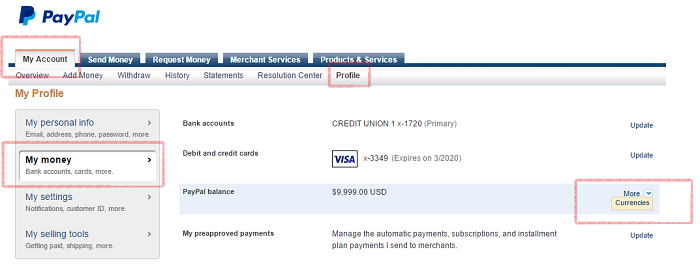 PayPal
My Account Send Money Request Money Merchant Services Products & Services
Overview Add Money Withdraw History Statements Resolution Center Profile
My Profile
My personal info >
Email, address, phone, password, more.
My money >
Bank accounts, cards, more.
My settings >
Notifications, customer ID, more.
My selling tools >
Getting paid, shipping, more.
Bank accounts CREDIT UNION 1 x-1720 (Primary) Update
Debit and credit cards VISA x-3349 (Expires on 3/2020) Update
PayPal balance $9,999.00 USD More
Currencies
My preapproved payments Manage the automatic payments, subscriptions, and installment Update
plan payments I send to merchants.